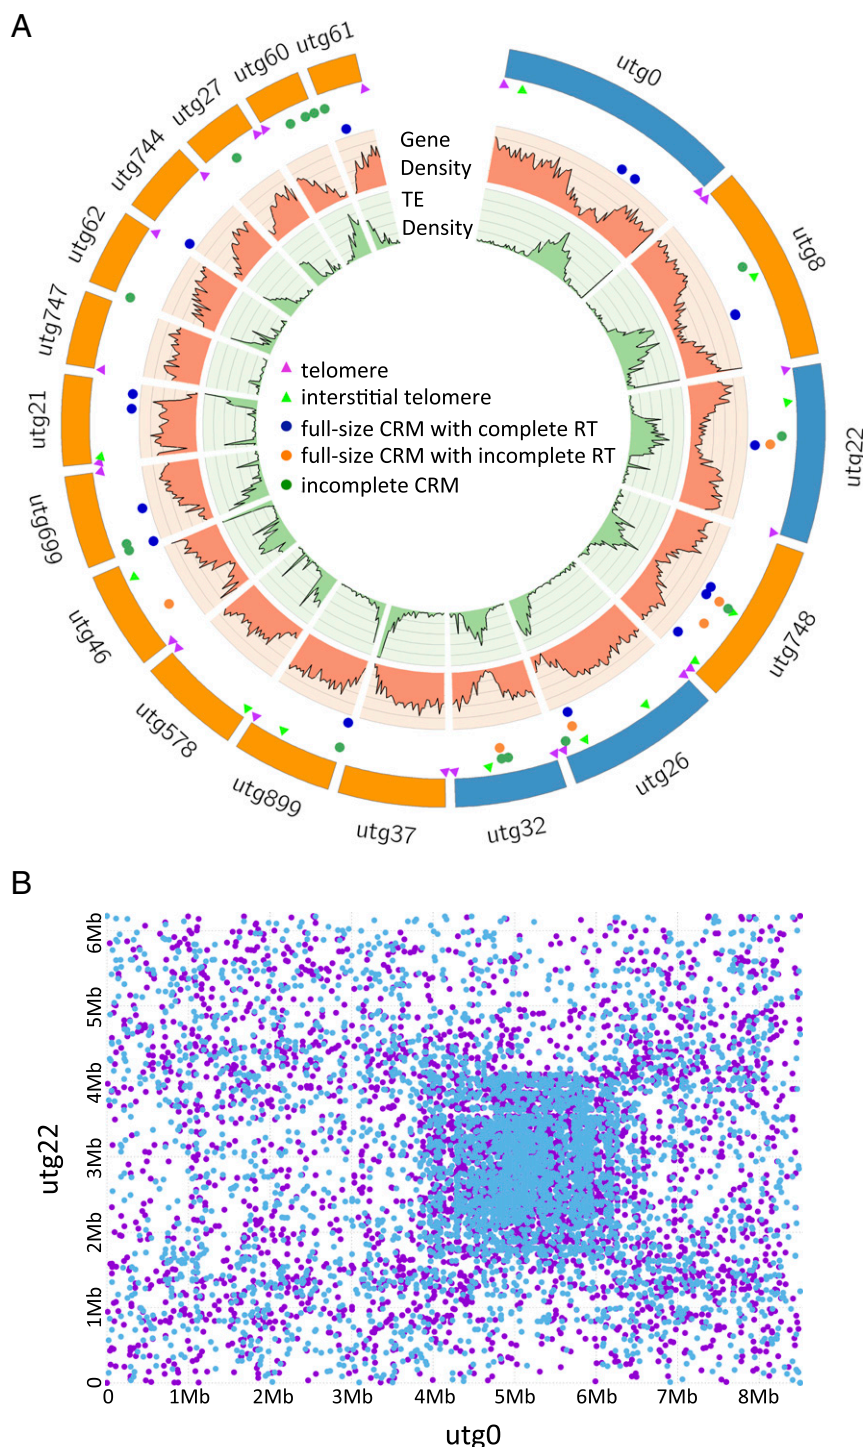 A
utg0
utg8
utg22
utg748
utg26
utg32
utg37
utg899
utg578
utg46
utg699
utg21
utg747
utg62
utg744
utg27
utg60
utg61
Gene
Density
TE
Density
telomere
interstitial telomere
full-size CRM with complete RT
full-size CRM with incomplete RT
incomplete CRM
B
6Mb
5Mb
4Mb
3Mb
2Mb
1Mb
0
utg22
0 1Mb 2Mb 3Mb 4Mb 5Mb 6Mb 7Mb 8Mb
utg0